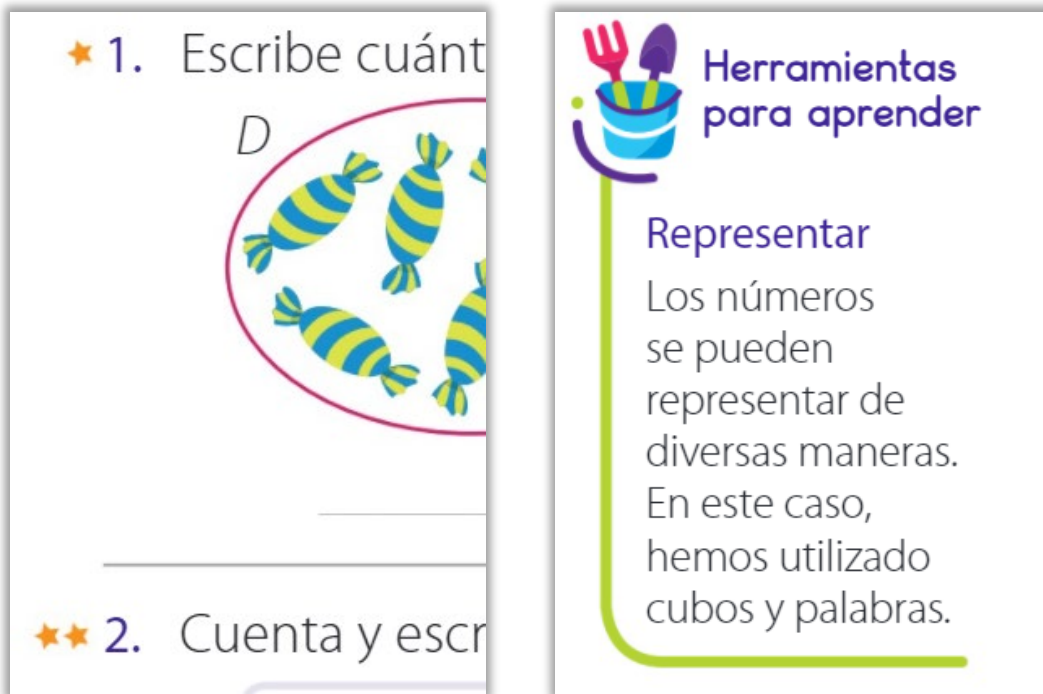 1. Escribe cuánt
D
2. Cuenta y escr
Herramientas
para aprender
Representar
Los números
se pueden
representar de
diversas maneras.
En este caso,
hemos utilizado
cubos y palabras.